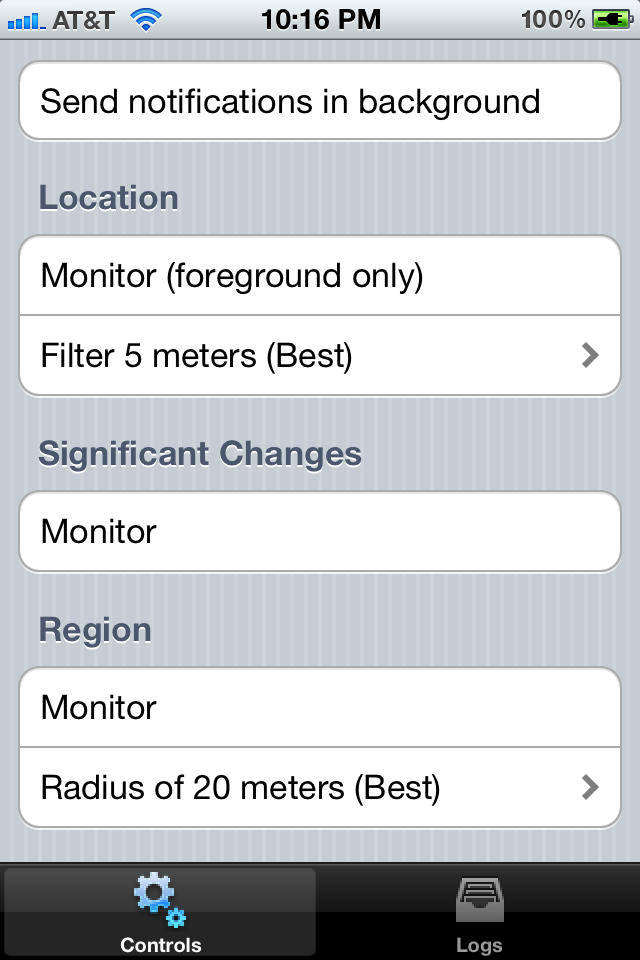 AT&T 10:16 PM 100%
Send notifications in background
Location
Monitor (foreground only)
Filter 5 meters (Best)
Significant Changes
Monitor
Region
Monitor
Radius of 20 meters (Best)
Controls Logs